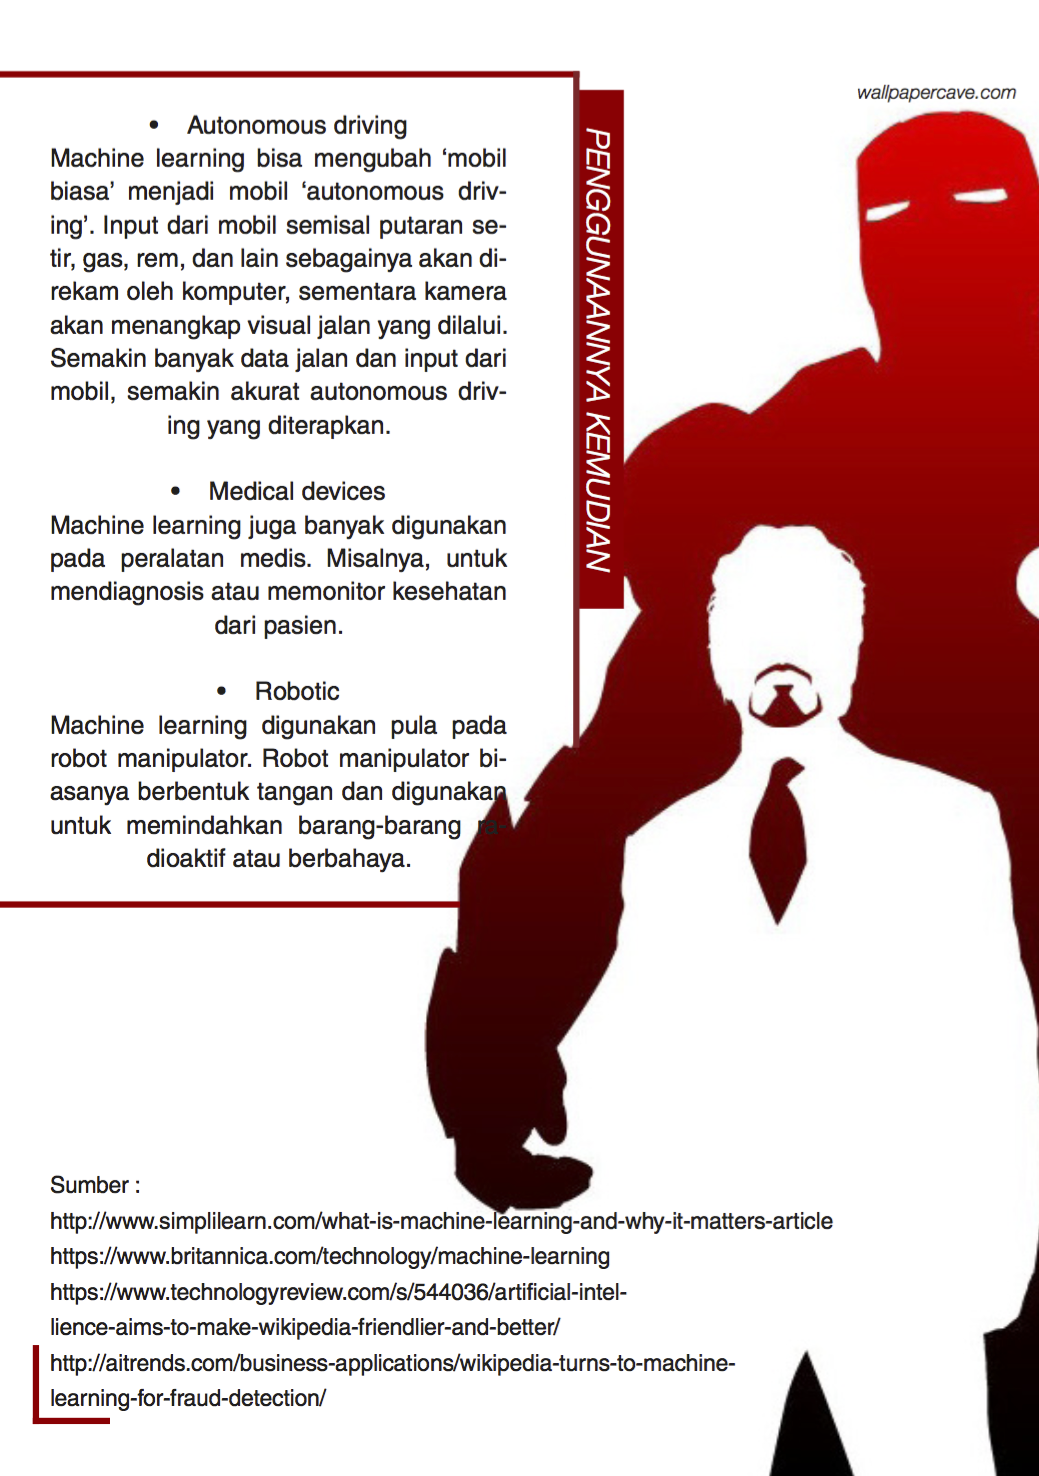 wallpapercave.com
PENGGUNAANNYA KEMUDIAN
• Autonomous driving
Machine learning bisa mengubah ‘mobil
biasa’ menjadi mobil ‘autonomous driv-
ing’. Input dari mobil semisal putaran se-
tir, gas, rem, dan lain sebagainya akan di-
rekam oleh komputer, sementara kamera
akan menangkap visual jalan yang dilalui.
Semakin banyak data jalan dan input dari
mobil, semakin akurat autonomous driv-
ing yang diterapkan.
• Medical devices
Machine learning juga banyak digunakan
pada peralatan medis. Misalnya, untuk
mendiagnosis atau memonitor kesehatan
dari pasien.
• Robotic
Machine learning digunakan pula pada
robot manipulator. Robot manipulator bi-
asanya berbentuk tangan dan digunakan
untuk memindahkan barang-barang ra-
dioaktif atau berbahaya.
Sumber :
http://www.simplilearn.com/what-is-machine-learning-and-why-it-matters-article
https://www.britannica.com/technology/machine-learning
https://www.technologyreview.com/s/544036/artificial-intel-
lience-aims-to-make-wikipedia-friendlier-and-better/
http://aitrends.com/business-applications/wikipedia-turns-to-machine-
learning-for-fraud-detection/